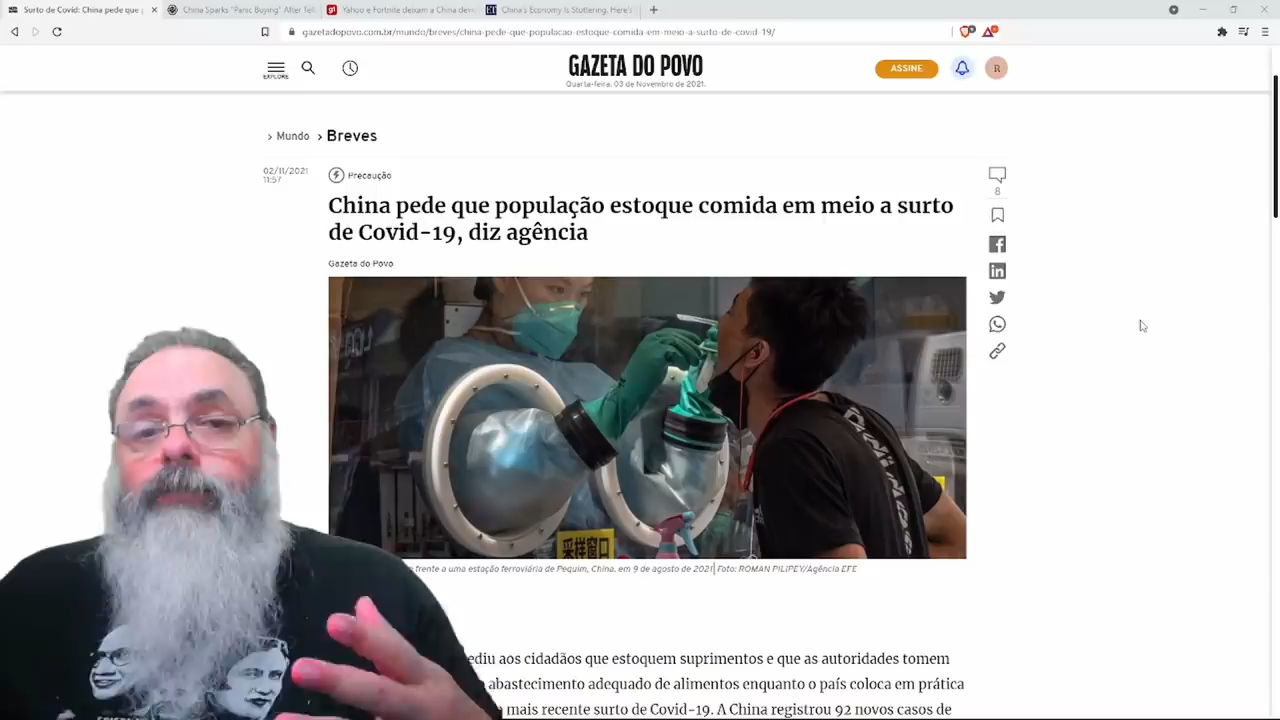 Surto de Covid: China pede que
China Sparks "Panic Buying" After Tell
Yahoo e Fortnite deixam a China dev
China's Economy Is Stuttering. Here's
gazetadopovo.com.br/mundo/breves/china-pede-que-populacao-estoque-comida-em-meio-a-surto-de-covid-19/
EXPLORE
GAZETA DO POVO
Quarta-feira, 03 de Novembro de 2021.
ASSINE
R
> Mundo > Breves
02/11/2021
11:57
Precaução
8
China pede que população estoque comida em meio a surto
de Covid-19, diz agência
Gazeta do Povo
采样窗口
frente a uma estação ferroviária de Pequim, China, em 9 de agosto de 2021| Foto: ROMAN PILIPEY/Agência EFE
ediu aos cidadãos que estoquem suprimentos e que as autoridades tomem
abastecimento adequado de alimentos enquanto o país coloca em prática
mais recente surto de Covid-19. A China registrou 92 novos casos de